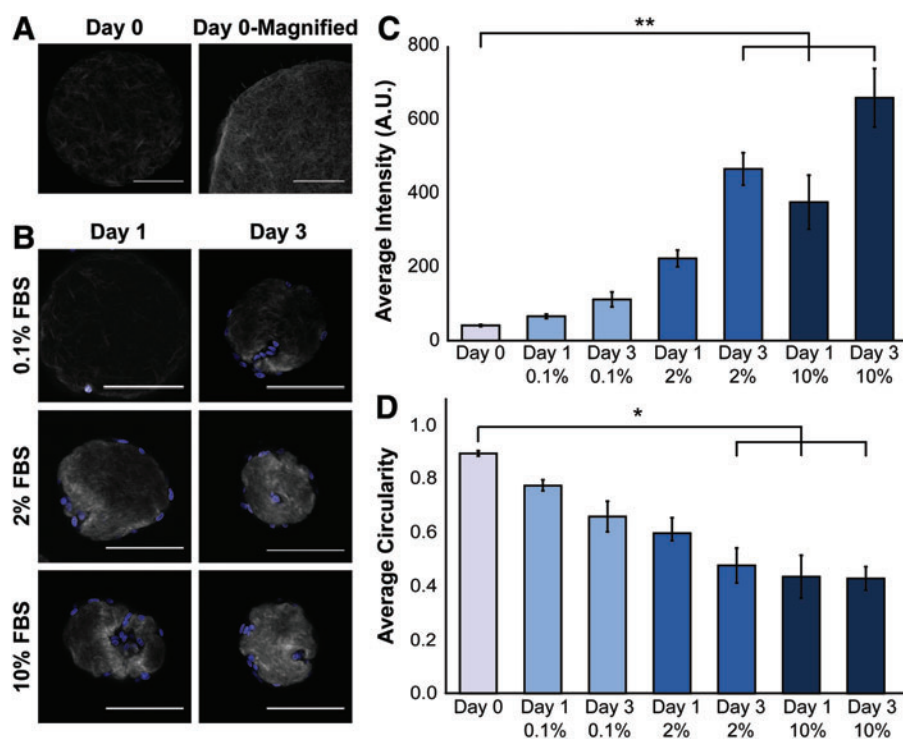 A
Day 0
Day 0-Magnified
B
Day 1
Day 3
0.1% FBS
2% FBS
10% FBS
C
**
Average Intensity (A.U.)
800
600
400
200
0
Day 0
Day 1
0.1%
Day 3
0.1%
Day 1
2%
Day 3
2%
Day 1
10%
Day 3
10%
D
*
Average Circularity
1.0
0.8
0.6
0.4
0.2
0.0
Day 0
Day 1
0.1%
Day 3
0.1%
Day 1
2%
Day 3
2%
Day 1
10%
Day 3
10%